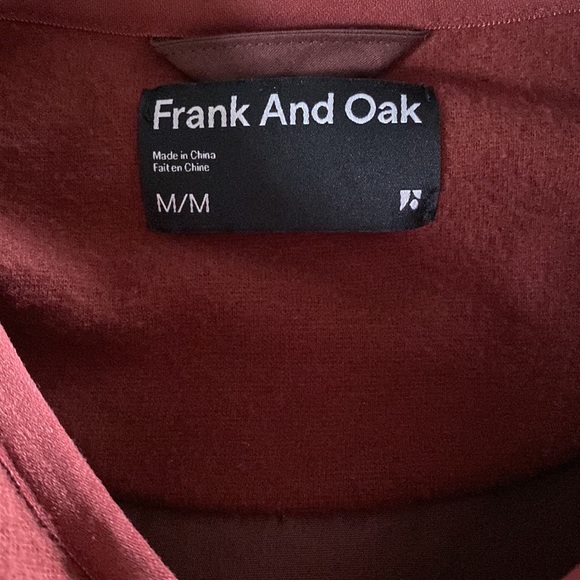 Frank And Oak
Made in China
Fait en Chine
M/M